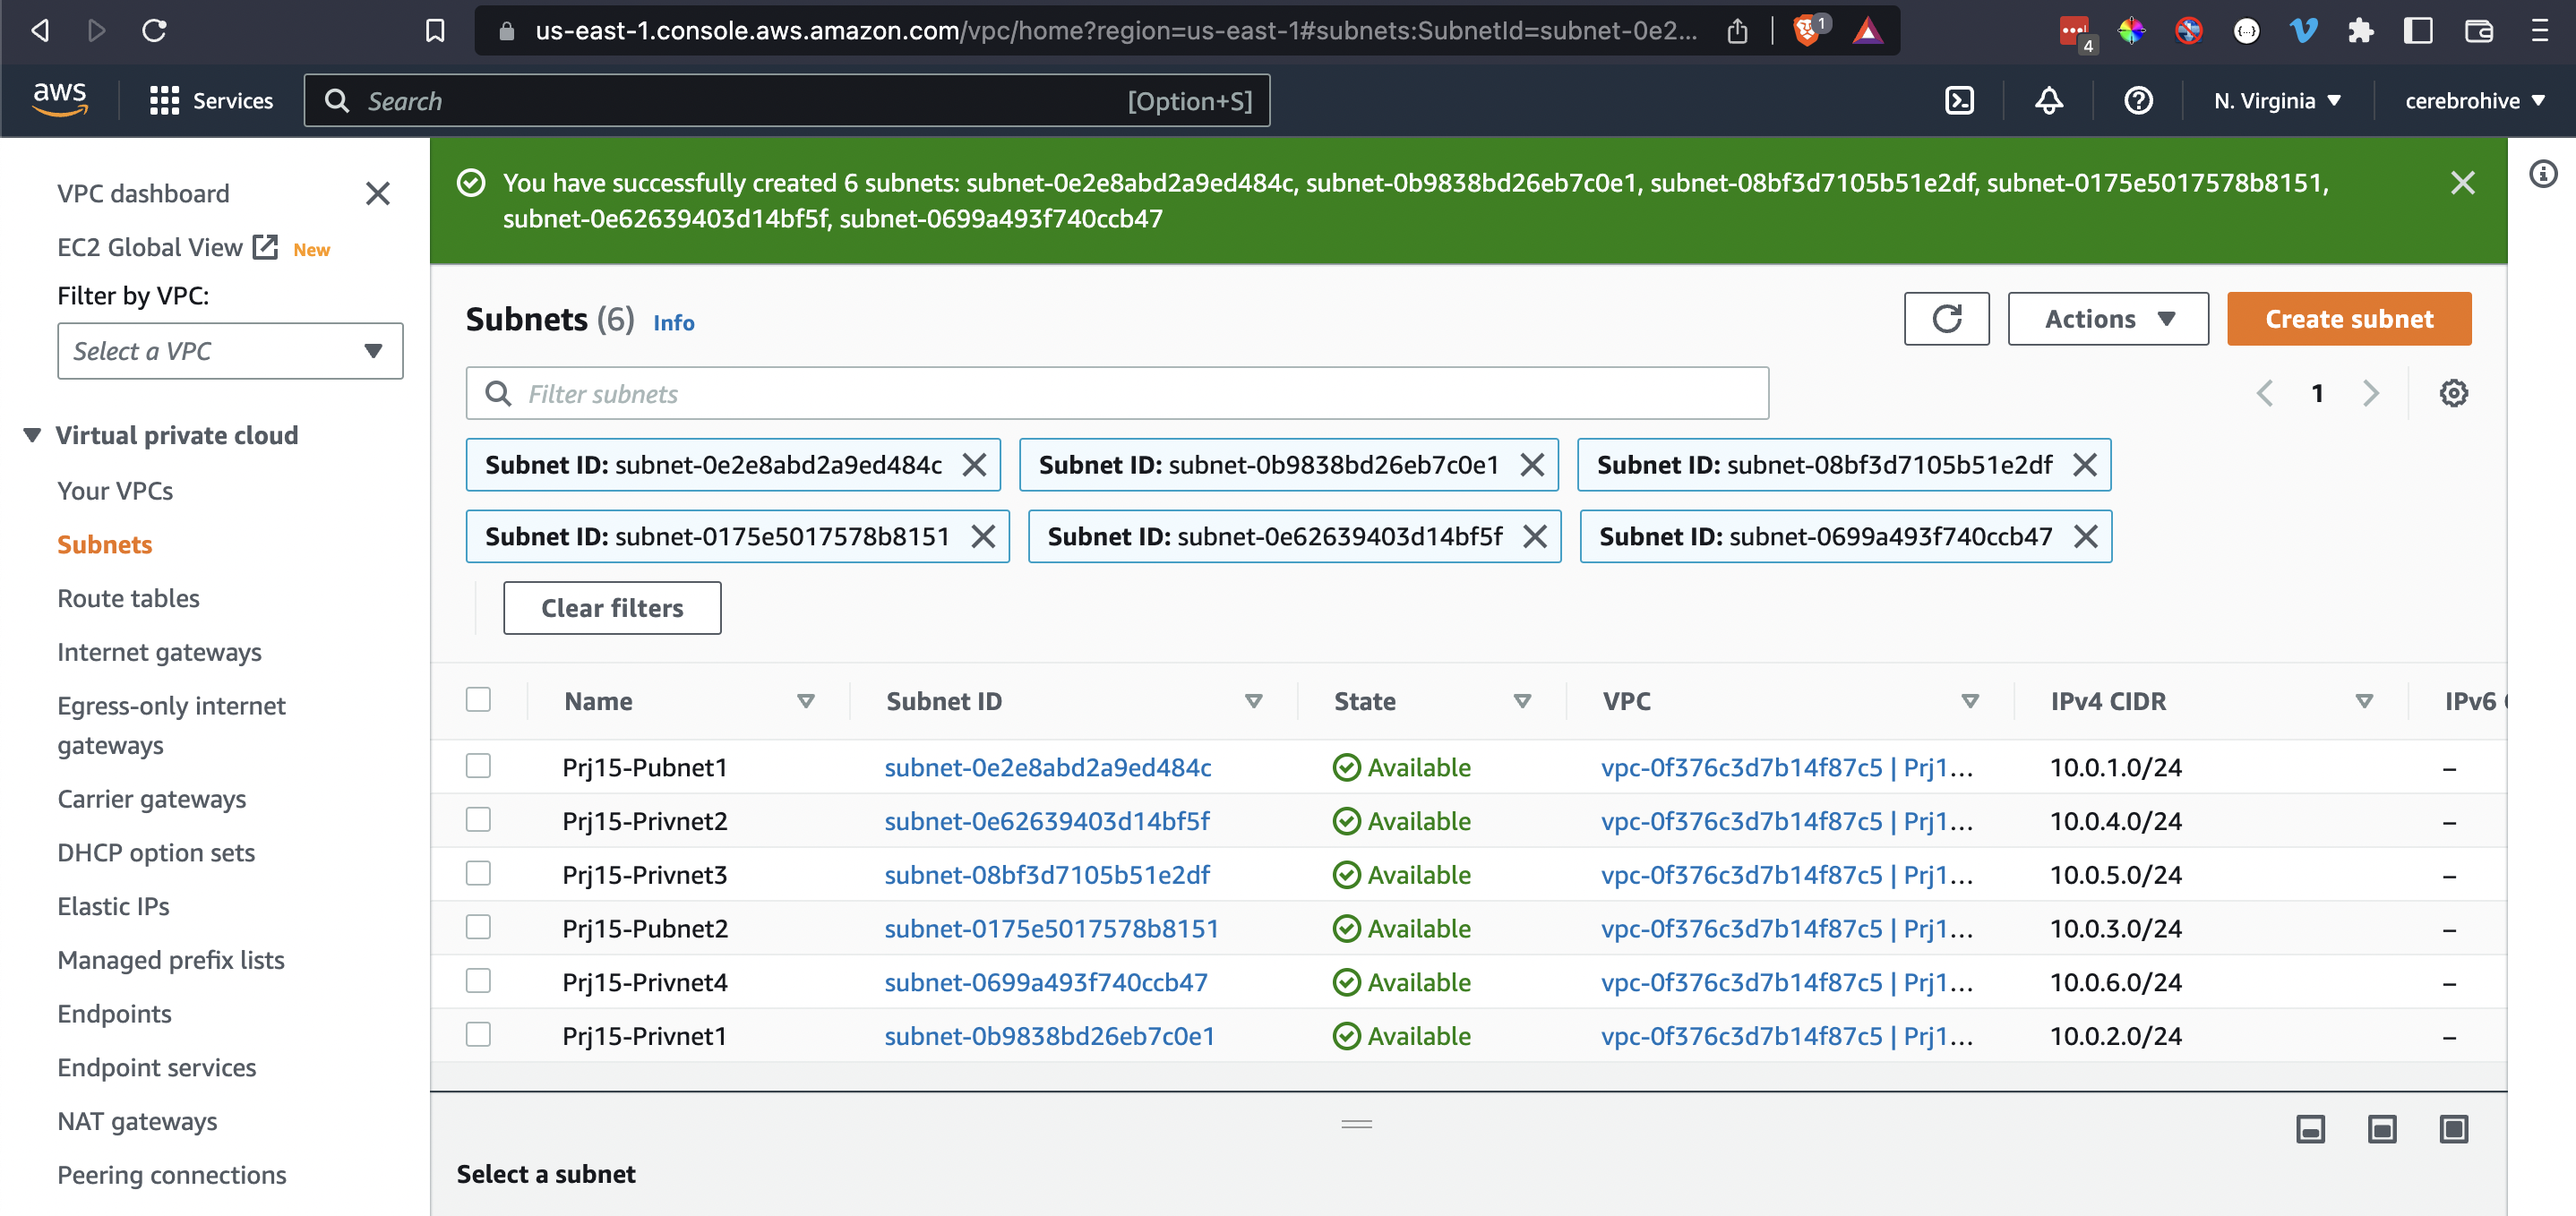 us-east-1.console.aws.amazon.com/vpc/home?region=us-east-1#subnets:SubnetId=subnet-0e2...
1
4
aws
Services
Search
[Option+S]
N. Virginia
cerebrohive
VPC dashboard
EC2 Global View New
Filter by VPC:
Select a VPC
Virtual private cloud
Your VPCs
Subnets
Route tables
Internet gateways
Egress-only internet
gateways
Carrier gateways
DHCP option sets
Elastic IPs
Managed prefix lists
Endpoints
Endpoint services
NAT gateways
Peering connections
You have successfully created 6 subnets: subnet-0e2e8abd2a9ed484c, subnet-0b9838bd26eb7c0e1, subnet-08bf3d7105b51e2df, subnet-0175e5017578b8151,
subnet-0e62639403d14bf5f, subnet-0699a493f740ccb47
Subnets (6) Info
Actions
Create subnet
Filter subnets
1
Subnet ID: subnet-0e2e8abd2a9ed484c Subnet ID: subnet-0b9838bd26eb7c0e1 Subnet ID: subnet-08bf3d7105b51e2df
Subnet ID: subnet-0175e5017578b8151 Subnet ID: subnet-0e62639403d14bf5f Subnet ID: subnet-0699a493f740ccb47
Clear filters
Name Subnet ID State VPC IPv4 CIDR IPv6
Prj15-Pubnet1 subnet-0e2e8abd2a9ed484c Available vpc-0f376c3d7b14f87c5 | Prj1... 10.0.1.0/24 –
Prj15-Privnet2 subnet-0e62639403d14bf5f Available vpc-0f376c3d7b14f87c5 | Prj1... 10.0.4.0/24 –
Prj15-Privnet3 subnet-08bf3d7105b51e2df Available vpc-0f376c3d7b14f87c5 | Prj1... 10.0.5.0/24 –
Prj15-Pubnet2 subnet-0175e5017578b8151 Available vpc-0f376c3d7b14f87c5 | Prj1... 10.0.3.0/24 –
Prj15-Privnet4 subnet-0699a493f740ccb47 Available vpc-0f376c3d7b14f87c5 | Prj1... 10.0.6.0/24 –
Prj15-Privnet1 subnet-0b9838bd26eb7c0e1 Available vpc-0f376c3d7b14f87c5 | Prj1... 10.0.2.0/24 –
Select a subnet